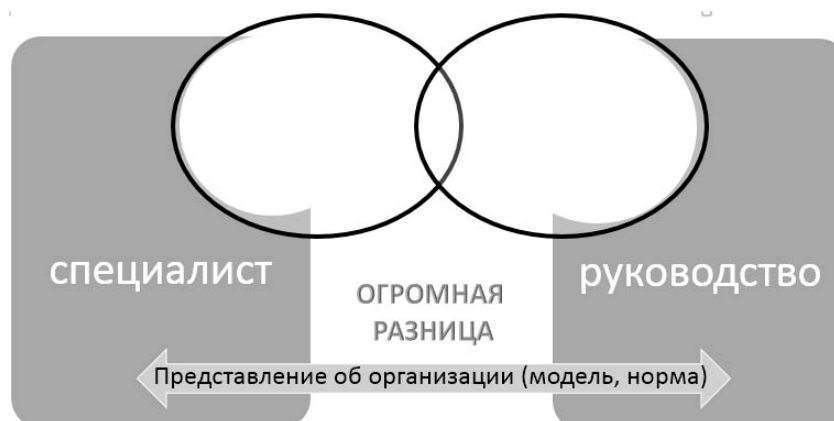 специалист
руководство
ОГРОМНАЯ
РАЗНИЦА
Представление об организации (модель, норма)